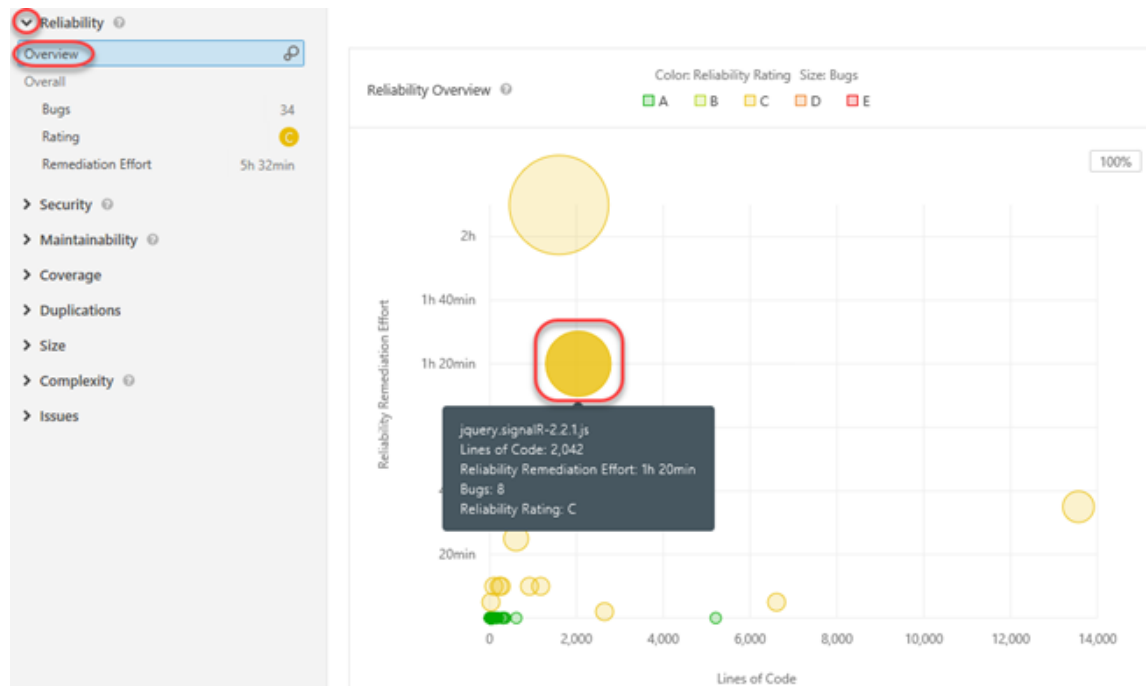 Reliability
Overview
Overall
Bugs 34
Rating C
Remediation Effort 5h 32min
Security
Maintainability
Coverage
Duplications
Size
Complexity
Issues
Reliability Overview
Color: Reliability Rating Size: Bugs
A B C D E
100%
2h
1h 40min
1h 20min
20min
Reliability Remediation Effort
jquery.signalR-2.2.1.js
Lines of Code: 2,042
Reliability Remediation Effort: 1h 20min
Bugs: 8
Reliability Rating: C
0 2,000 4,000 6,000 8,000 10,000 12,000 14,000
Lines of Code